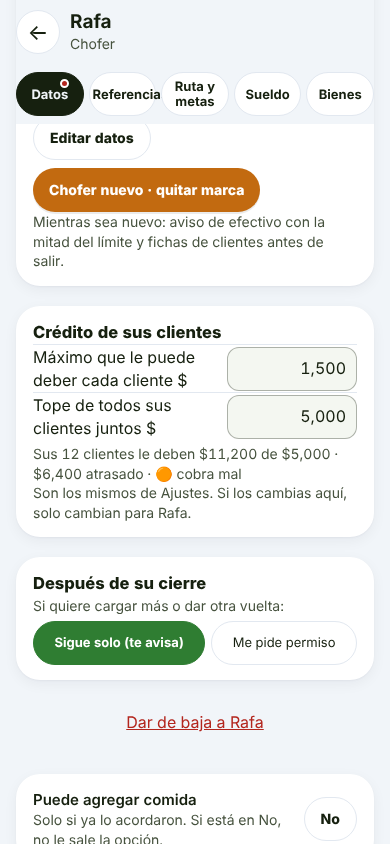 Rafa
Chofer
Datos
Referencia
Ruta y
metas
Sueldo
Bienes
Editar datos
Chofer nuevo · quitar marca
Mientras sea nuevo: aviso de efectivo con la
mitad del límite y fichas de clientes antes de
salir.
Crédito de sus clientes
Máximo que le puede
deber cada cliente $
1,500
Tope de todos sus
clientes juntos $
5,000
Sus 12 clientes le deben $11,200 de $5,000 ·
$6,400 atrasado · 🟠 cobra mal
Son los mismos de Ajustes. Si los cambias aquí,
solo cambian para Rafa.
Después de su cierre
Si quiere cargar más o dar otra vuelta:
Sigue solo (te avisa)
Me pide permiso
Dar de baja a Rafa
Puede agregar comida
Solo si ya lo acordaron. Si está en No,
no le sale la opción.
No